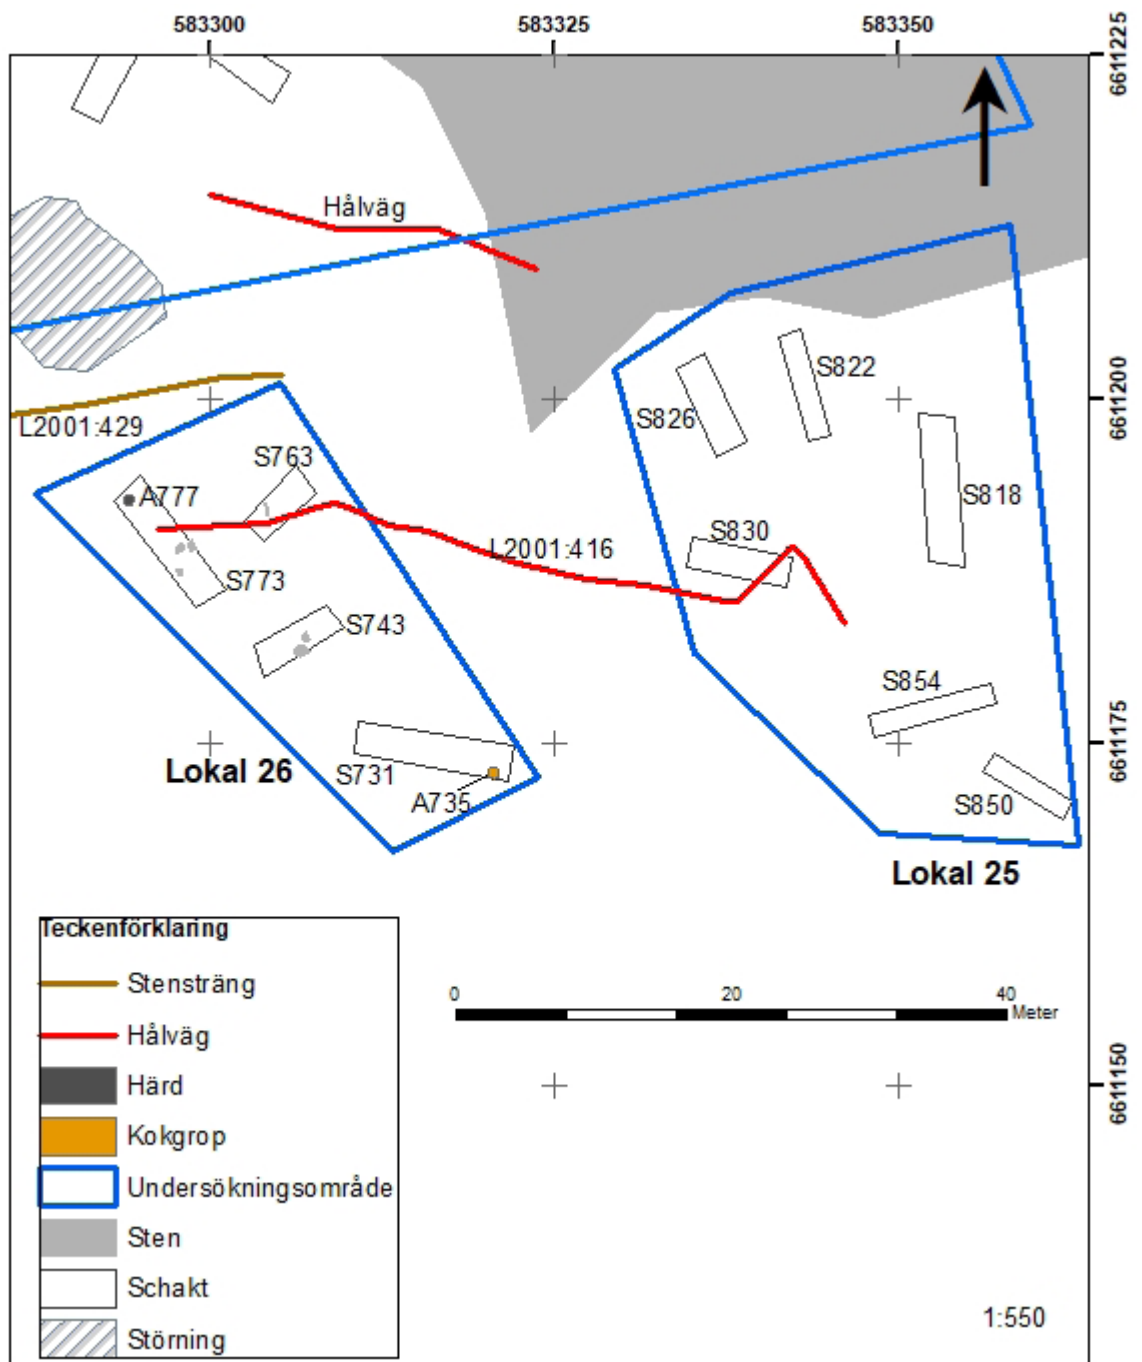 583300
583325
583350
6611225
Hålväg
S822
S826
6611200
L2001:429
S763
A777
S818
S830
L2001:416
S773
S743
S854
6611175
Lokal 26
S731
A735
S850
Lokal 25
Teckenförklaring
Stensträng
Hålväg
Härd
Kokgrop
Undersökningsområde
Sten
Schakt
Störning
0 20 40
Meter
6611150
1:550